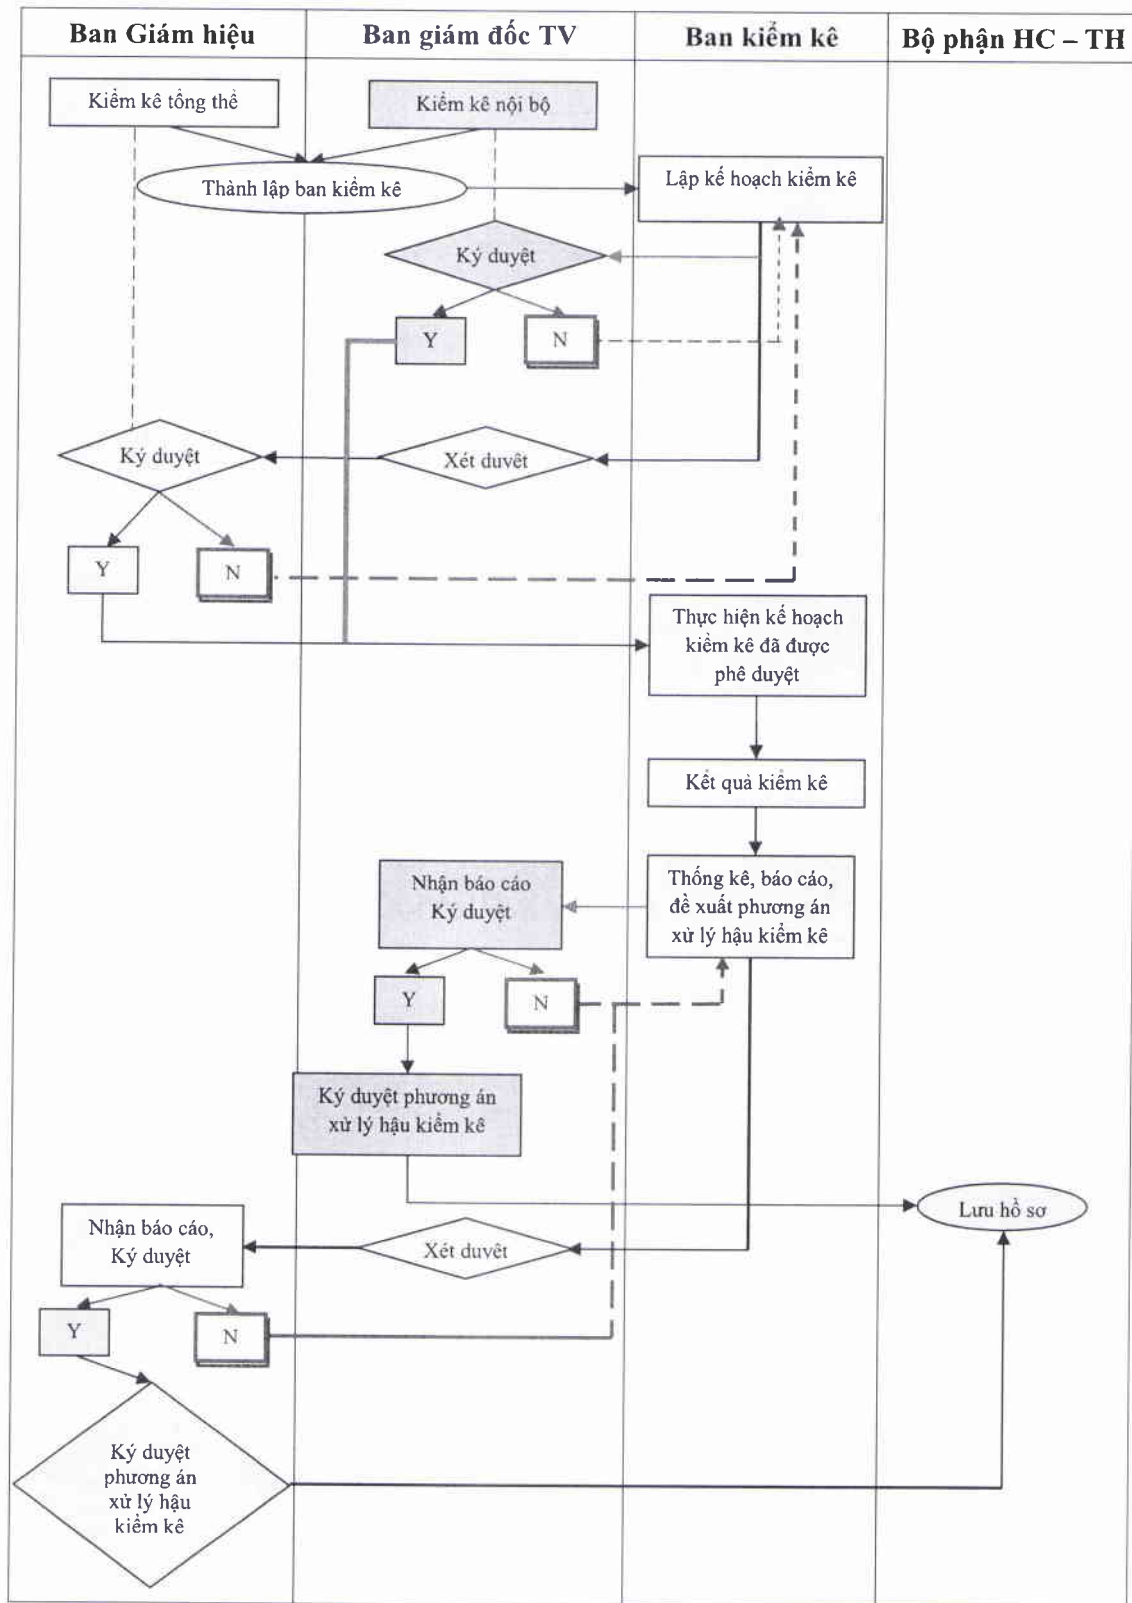 Ban Giám hiệu
Ban giám đốc TV
Ban kiểm kê
Bộ phận HC – TH
Kiểm kê tổng thể
Kiểm kê nội bộ
Thành lập ban kiểm kê
Lập kế hoạch kiểm kê
Ký duyệt
Y
N
Ký duyệt
Xét duvêt
Y
N
Thực hiện kế hoạch
kiểm kê đã được
phê duyệt
Kết quả kiểm kê
Nhận báo cáo
Ký duyệt
Thống kê, báo cáo,
đề xuất phương án
xử lý hậu kiểm kê
Y
N
Ký duyệt phương án
xử lý hậu kiểm kê
Lưu hồ sơ
Nhận báo cáo,
Ký duyệt
Xét duvêt
Y
N
Ký duyệt
phương án
xử lý hậu
kiểm kê